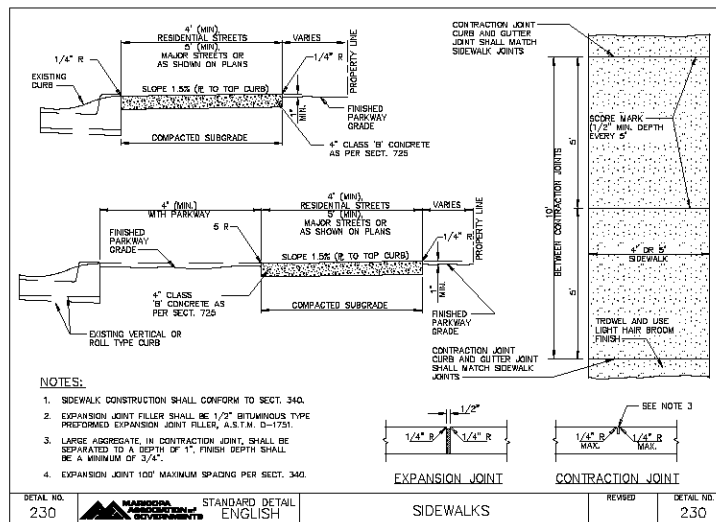 4' (MIN),
RESIDENTIAL STREETS
5' (MIN),
MAJOR STREETS OR
AS SHOWN ON PLANS
VARIES
PROPERTY LINE
1/4" R
1/4" R
EXISTING
CURB
SLOPE 1.5% (℄ TO TOP CURB)
1"
MIN.
FINISHED
PARKWAY
GRADE
COMPACTED SUBGRADE
4" CLASS 'B' CONCRETE
AS PER SECT. 725
4' (MIN.)
WITH PARKWAY
4' (MIN),
RESIDENTIAL STREETS
5' (MIN),
MAJOR STREETS OR
AS SHOWN ON PLANS
VARIES
PROPERTY LINE
FINISHED
PARKWAY
GRADE
5 R
1/4" R
SLOPE 1.5% (℄ TO TOP CURB)
1"
MIN.
4" CLASS
'B' CONCRETE AS
PER SECT. 725
COMPACTED SUBGRADE
FINISHED
PARKWAY
GRADE
EXISTING VERTICAL OR
ROLL TYPE CURB
CONTRACTION JOINT
CURB AND GUTTER
JOINT SHALL MATCH
SIDEWALK JOINTS
SCORE MARK
(1/2" MIN. DEPTH
EVERY 5'
5'
10'
BETWEEN CONTRACTION JOINTS
4' OR 5'
SIDEWALK
5'
TROWEL AND USE
LIGHT HAIR BROOM
FINISH
CONTRACTION JOINT
CURB AND GUTTER JOINT
SHALL MATCH SIDEWALK
JOINTS
NOTES:
1. SIDEWALK CONSTRUCTION SHALL CONFORM TO SECT. 340.
2. EXPANSION JOINT FILLER SHALL BE 1/2" BITUMINOUS TYPE
PREFORMED EXPANSION JOINT FILLER, A.S.T.M. D-1751.
3. LARGE AGGREGATE, IN CONTRACTION JOINT, SHALL BE
SEPARATED TO A DEPTH OF 1", FINISH DEPTH SHALL
BE A MINIMUM OF 3/4".
4. EXPANSION JOINT 100' MAXIMUM SPACING PER SECT. 340.
1/2"
1/4" R
1/4" R
EXPANSION JOINT
SEE NOTE 3
1/4" R
MAX.
1/4" R
MAX.
CONTRACTION JOINT
DETAIL NO.
230
MARICOPA
ASSOCIATION of
GOVERNMENTS
STANDARD DETAIL
ENGLISH
SIDEWALKS
REVISED
DETAIL NO.
230